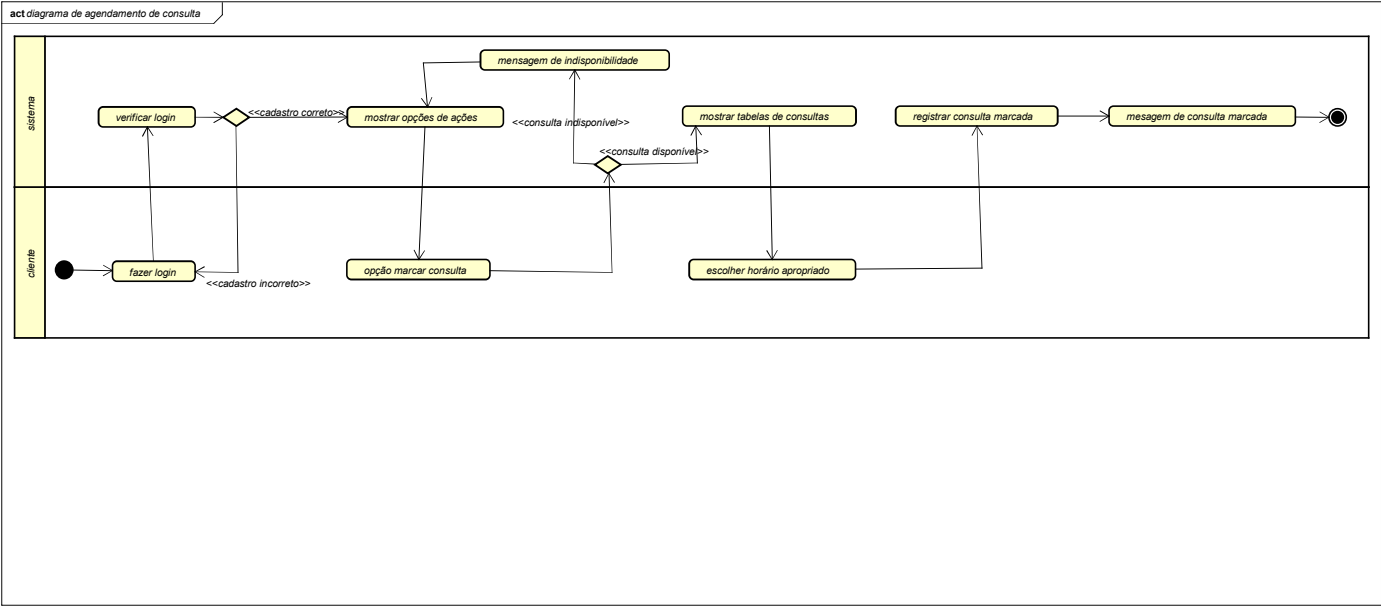 act diagrama de agendamento de consulta
sistema
mensagem de indisponibilidade
verificar login
<<cadastro correto>>
mostrar opções de ações
<<consulta indisponível>>
mostrar tabelas de consultas
<<consulta disponível>>
registrar consulta marcada
mesagem de consulta marcada
cliente
fazer login
<<cadastro incorreto>>
opção marcar consulta
escolher horário apropriado